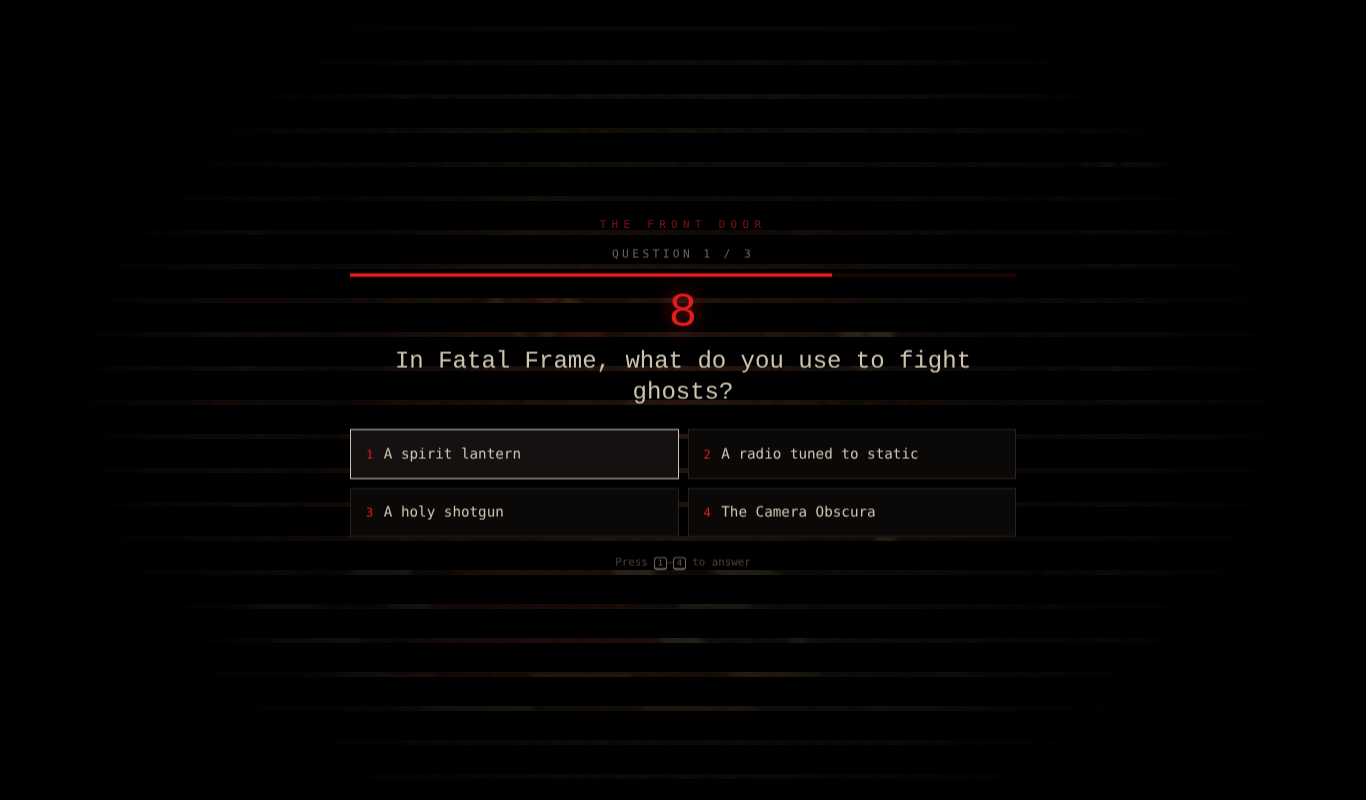 THE FRONT DOOR
QUESTION 1 / 3
8
In Fatal Frame, what do you use to fight
ghosts?
1 A spirit lantern
2 A radio tuned to static
3 A holy shotgun
4 The Camera Obscura
Press 1-4 to answer